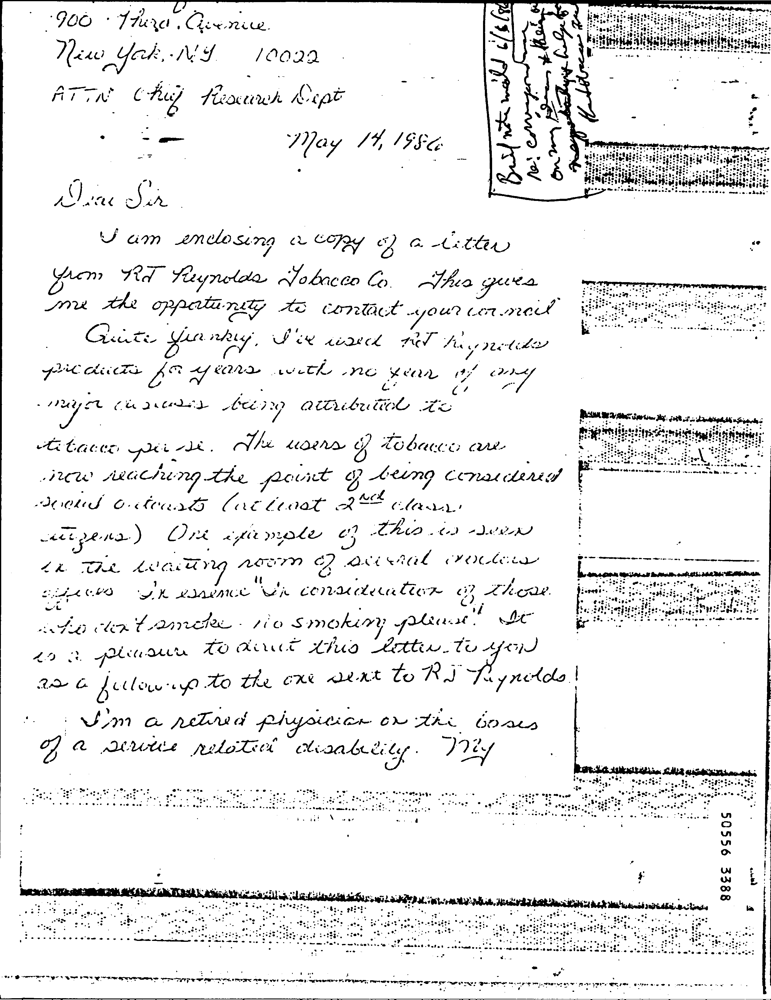 900 Third Avenue
New York, NY 10022
ATTN Chief Research Dept
May 14, 1986
Dear Sir
I am enclosing a copy of a letter
from RJ Reynolds Tobacco Co. This gives
me the opportunity to contact your council
Quite frankly, I've used RJ Reynolds
products for years with no fear of any
major diseases being attributed to
tobacco per se. The users of tobacco are
now reaching the point of being considered
social outcasts (at least 2nd class
citizens) One example of this is seen
in the waiting room of several doctors
offices In essence "In consideration of those
who don't smoke - no smoking please." It
is a pleasure to direct this letter to you
as a follow-up to the one sent to RJ Reynolds!
I'm a retired physician on the basis
of a service related disability. My
Brief note mailed 6/6/86
re: correspondence
on my
50556 3388